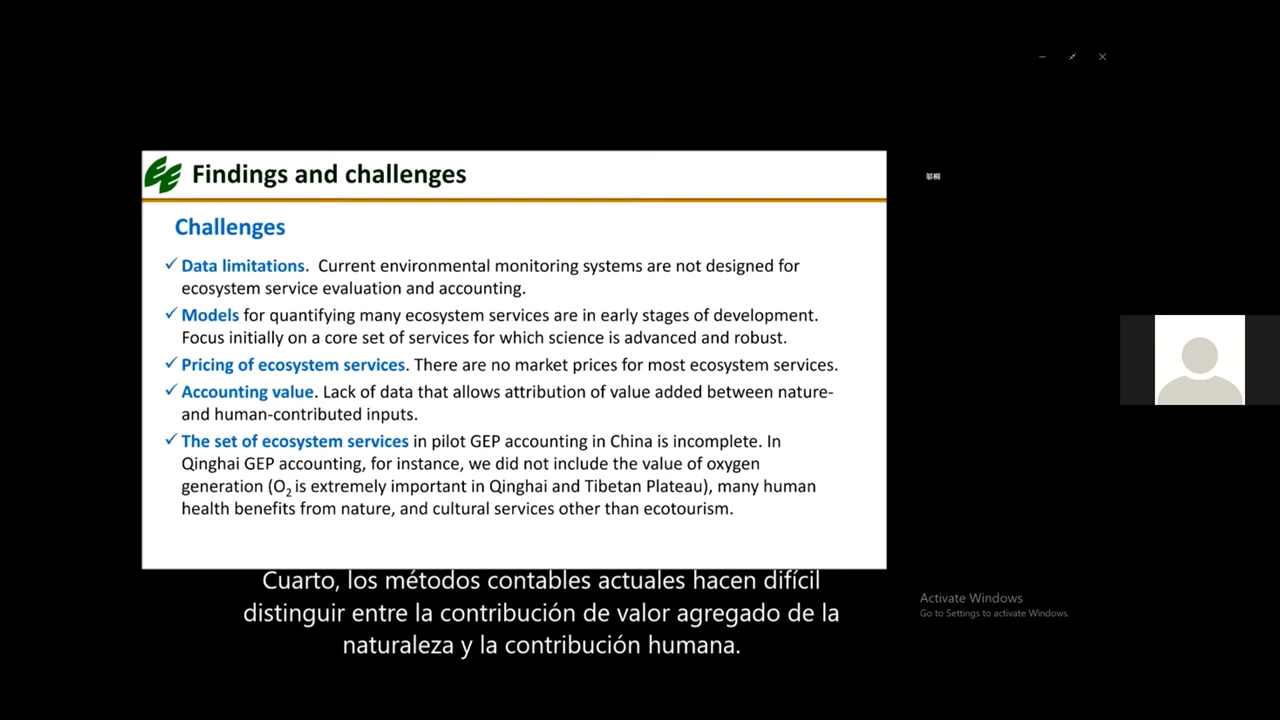 Findings and challenges
鄒桐
Challenges
✓ Data limitations. Current environmental monitoring systems are not designed for
ecosystem service evaluation and accounting.
✓ Models for quantifying many ecosystem services are in early stages of development.
Focus initially on a core set of services for which science is advanced and robust.
✓ Pricing of ecosystem services. There are no market prices for most ecosystem services.
✓ Accounting value. Lack of data that allows attribution of value added between nature-
and human-contributed inputs.
✓ The set of ecosystem services in pilot GEP accounting in China is incomplete. In
Qinghai GEP accounting, for instance, we did not include the value of oxygen
generation (O2 is extremely important in Qinghai and Tibetan Plateau), many human
health benefits from nature, and cultural services other than ecotourism.
Cuarto, los métodos contables actuales hacen difícil
distinguir entre la contribución de valor agregado de la
naturaleza y la contribución humana.
Activate Windows
Go to Settings to activate Windows.